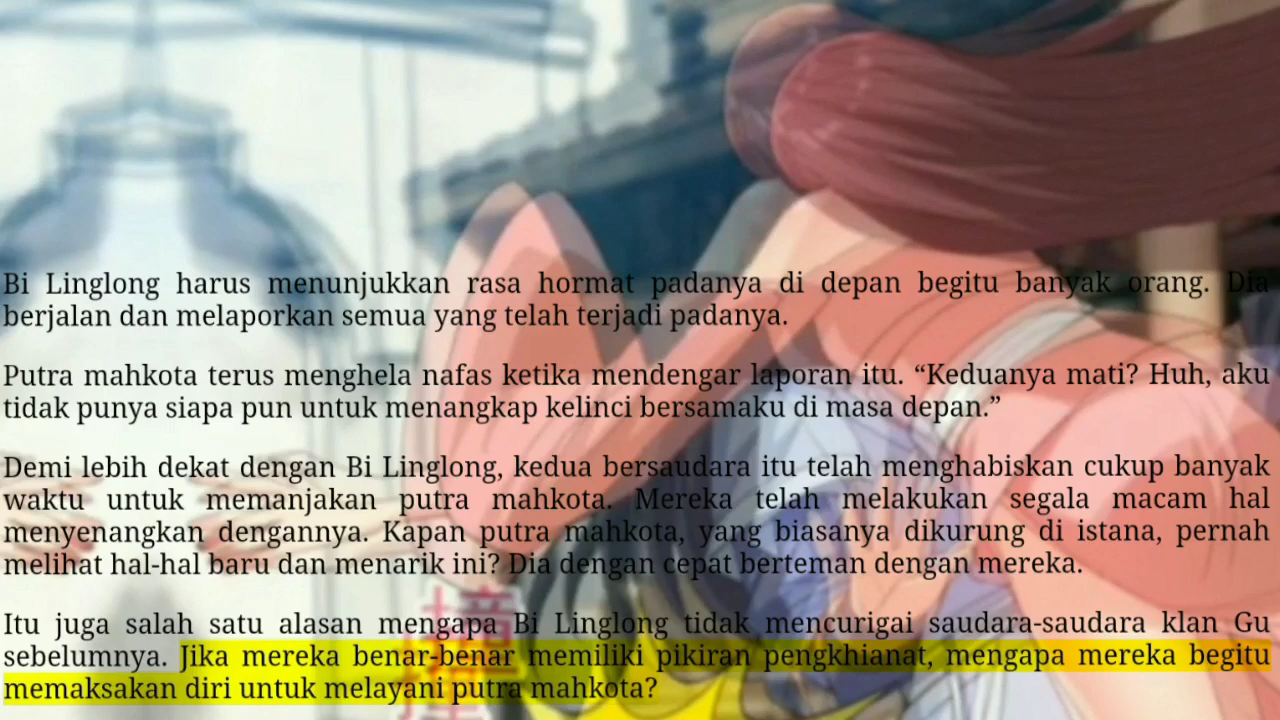 Bi Linglong harus menunjukkan rasa hormat padanya di depan begitu banyak orang. Dia
berjalan dan melaporkan semua yang telah terjadi padanya.
Putra mahkota terus menghela nafas ketika mendengar laporan itu. “Keduanya mati? Huh, aku
tidak punya siapa pun untuk menangkap kelinci bersamaku di masa depan.”
Demi lebih dekat dengan Bi Linglong, kedua bersaudara itu telah menghabiskan cukup banyak
waktu untuk memanjakan putra mahkota. Mereka telah melakukan segala macam hal
menyenangkan dengannya. Kapan putra mahkota, yang biasanya dikurung di istana, pernah
melihat hal-hal baru dan menarik ini? Dia dengan cepat berteman dengan mereka.
Itu juga salah satu alasan mengapa Bi Linglong tidak mencurigai saudara-saudara klan Gu
sebelumnya. Jika mereka benar-benar memiliki pikiran pengkhianat, mengapa mereka begitu
memaksakan diri untuk melayani putra mahkota?